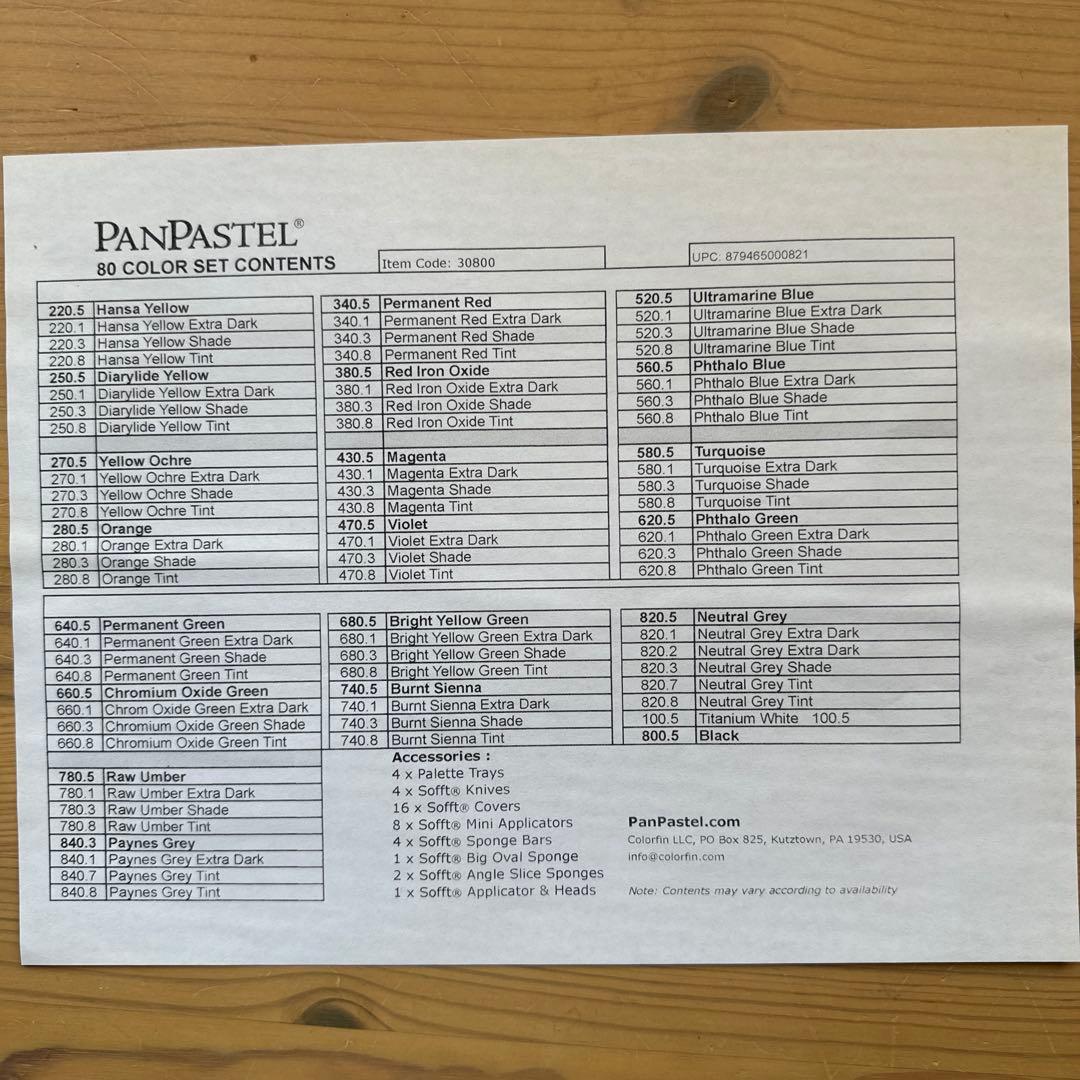 PANPASTEL®
80 COLOR SET CONTENTS
Item Code: 30800
UPC: 879465000821
220.5 Hansa Yellow
220.1 Hansa Yellow Extra Dark
220.3 Hansa Yellow Shade
220.8 Hansa Yellow Tint
250.5 Diarylide Yellow
250.1 Diarylide Yellow Extra Dark
250.3 Diarylide Yellow Shade
250.8 Diarylide Yellow Tint
270.5 Yellow Ochre
270.1 Yellow Ochre Extra Dark
270.3 Yellow Ochre Shade
270.8 Yellow Ochre Tint
280.5 Orange
280.1 Orange Extra Dark
280.3 Orange Shade
280.8 Orange Tint
340.5 Permanent Red
340.1 Permanent Red Extra Dark
340.3 Permanent Red Shade
340.8 Permanent Red Tint
380.5 Red Iron Oxide
380.1 Red Iron Oxide Extra Dark
380.3 Red Iron Oxide Shade
380.8 Red Iron Oxide Tint
430.5 Magenta
430.1 Magenta Extra Dark
430.3 Magenta Shade
430.8 Magenta Tint
470.5 Violet
470.1 Violet Extra Dark
470.3 Violet Shade
470.8 Violet Tint
520.5 Ultramarine Blue
520.1 Ultramarine Blue Extra Dark
520.3 Ultramarine Blue Shade
520.8 Ultramarine Blue Tint
560.5 Phthalo Blue
560.1 Phthalo Blue Extra Dark
560.3 Phthalo Blue Shade
560.8 Phthalo Blue Tint
580.5 Turquoise
580.1 Turquoise Extra Dark
580.3 Turquoise Shade
580.8 Turquoise Tint
620.5 Phthalo Green
620.1 Phthalo Green Extra Dark
620.3 Phthalo Green Shade
620.8 Phthalo Green Tint
640.5 Permanent Green
640.1 Permanent Green Extra Dark
640.3 Permanent Green Shade
640.8 Permanent Green Tint
660.5 Chromium Oxide Green
660.1 Chrom Oxide Green Extra Dark
660.3 Chromium Oxide Green Shade
660.8 Chromium Oxide Green Tint
780.5 Raw Umber
780.1 Raw Umber Extra Dark
780.3 Raw Umber Shade
780.8 Raw Umber Tint
840.3 Paynes Grey
840.1 Paynes Grey Extra Dark
840.7 Paynes Grey Tint
840.8 Paynes Grey Tint
680.5 Bright Yellow Green
680.1 Bright Yellow Green Extra Dark
680.3 Bright Yellow Green Shade
680.8 Bright Yellow Green Tint
740.5 Burnt Sienna
740.1 Burnt Sienna Extra Dark
740.3 Burnt Sienna Shade
740.8 Burnt Sienna Tint
820.5 Neutral Grey
820.1 Neutral Grey Extra Dark
820.2 Neutral Grey Extra Dark
820.3 Neutral Grey Shade
820.7 Neutral Grey Tint
820.8 Neutral Grey Tint
100.5 Titanium White 100.5
800.5 Black
Accessories :
4 x Palette Trays
4 x Sofft® Knives
16 x Sofft® Covers
8 x Sofft® Mini Applicators
4 x Sofft® Sponge Bars
1 x Sofft® Big Oval Sponge
2 x Sofft® Angle Slice Sponges
1 x Sofft® Applicator & Heads
PanPastel.com
Colorfin LLC, PO Box 825, Kutztown, PA 19530, USA
info@colorfin.com
Note: Contents may vary according to availability